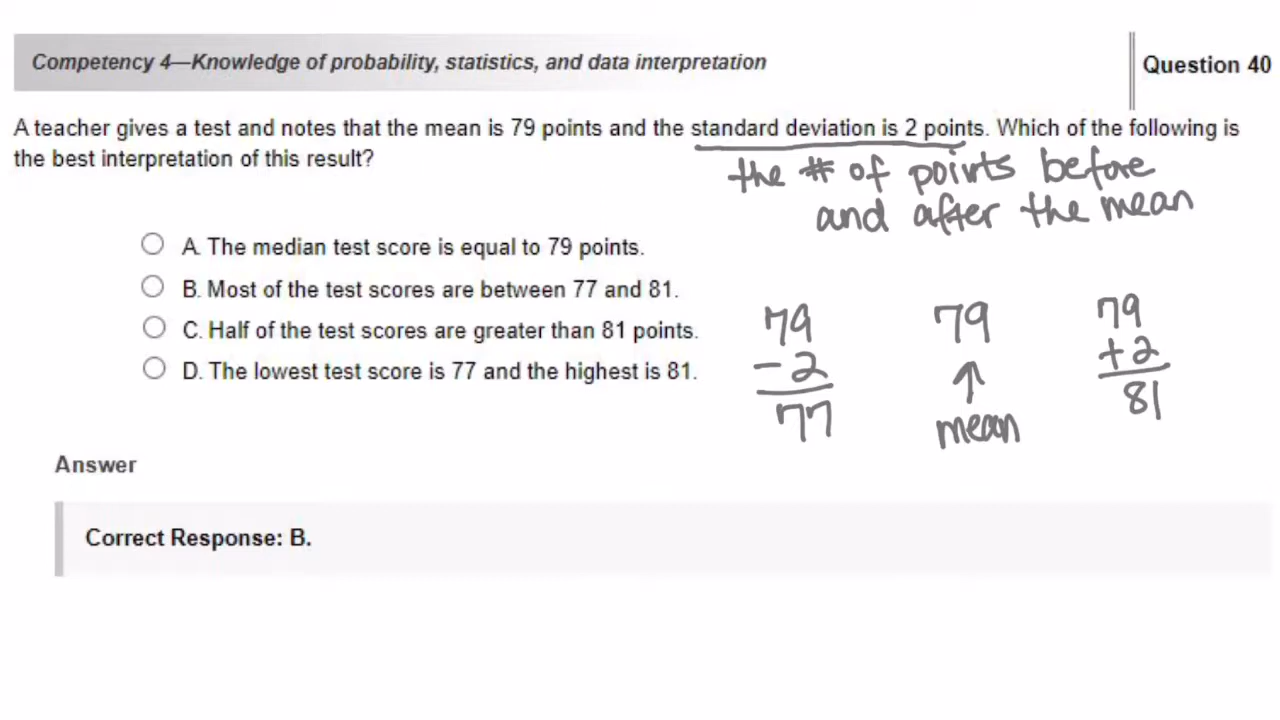 Competency 4—Knowledge of probability, statistics, and data interpretation
Question 40
A teacher gives a test and notes that the mean is 79 points and the standard deviation is 2 points. Which of the following is
the best interpretation of this result?
the # of points before
and after the mean
A. The median test score is equal to 79 points.
B. Most of the test scores are between 77 and 81.
C. Half of the test scores are greater than 81 points.
D. The lowest test score is 77 and the highest is 81.
79
- 2
77
79
↑
mean
79
+2
81
Answer
Correct Response: B.